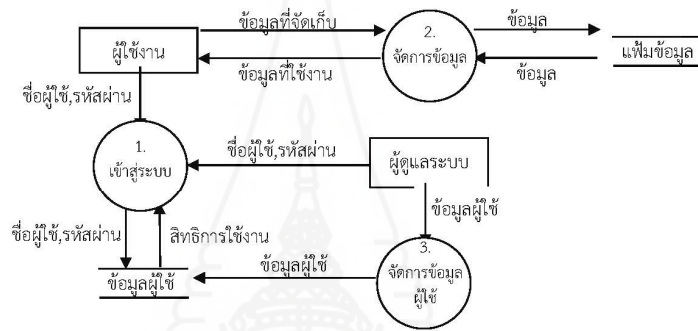 ข้อมูลที่จัดเก็บ
2.
จัดการข้อมูล
ข้อมูล
ผู้ใช้งาน
แฟ้มข้อมูล
ข้อมูลที่ใช้งาน
ข้อมูล
ชื่อผู้ใช้,รหัสผ่าน
1.
เข้าสู่ระบบ
ชื่อผู้ใช้,รหัสผ่าน
ผู้ดูแลระบบ
ข้อมูลผู้ใช้
ชื่อผู้ใช้,รหัสผ่าน
สิทธิการใช้งาน
3.
จัดการข้อมูล
ผู้ใช้
ข้อมูลผู้ใช้
ข้อมูลผู้ใช้